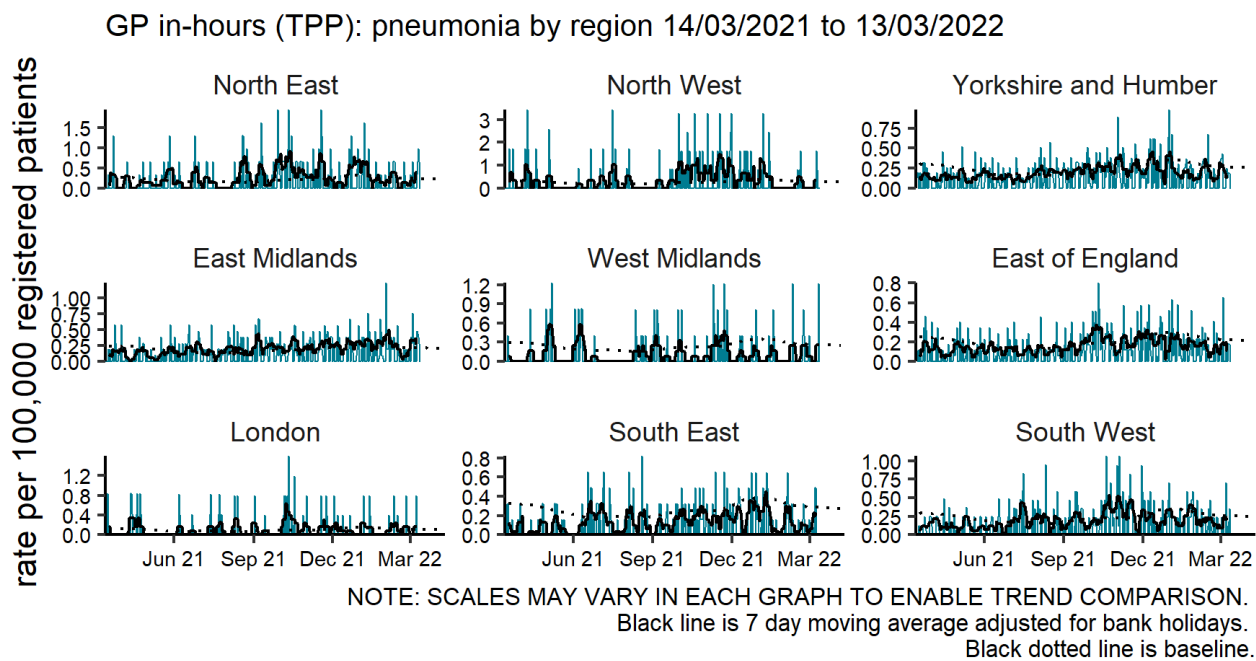 GP in-hours (TPP): pneumonia by region 14/03/2021 to 13/03/2022
rate per 100,000 registered patients
North East
1.5
1.0
0.5
0.0
North West
3
2
1
0
Yorkshire and Humber
0.75
0.50
0.25
0.00
East Midlands
1.00
0.75
0.50
0.25
0.00
West Midlands
1.2
0.9
0.6
0.3
0.0
East of England
0.8
0.6
0.4
0.2
0.0
London
1.2
0.8
0.4
0.0
Jun 21 Sep 21 Dec 21 Mar 22
South East
0.8
0.6
0.4
0.2
0.0
Jun 21 Sep 21 Dec 21 Mar 22
South West
1.00
0.75
0.50
0.25
0.00
Jun 21 Sep 21 Dec 21 Mar 22
NOTE: SCALES MAY VARY IN EACH GRAPH TO ENABLE TREND COMPARISON.
Black line is 7 day moving average adjusted for bank holidays.
Black dotted line is baseline.